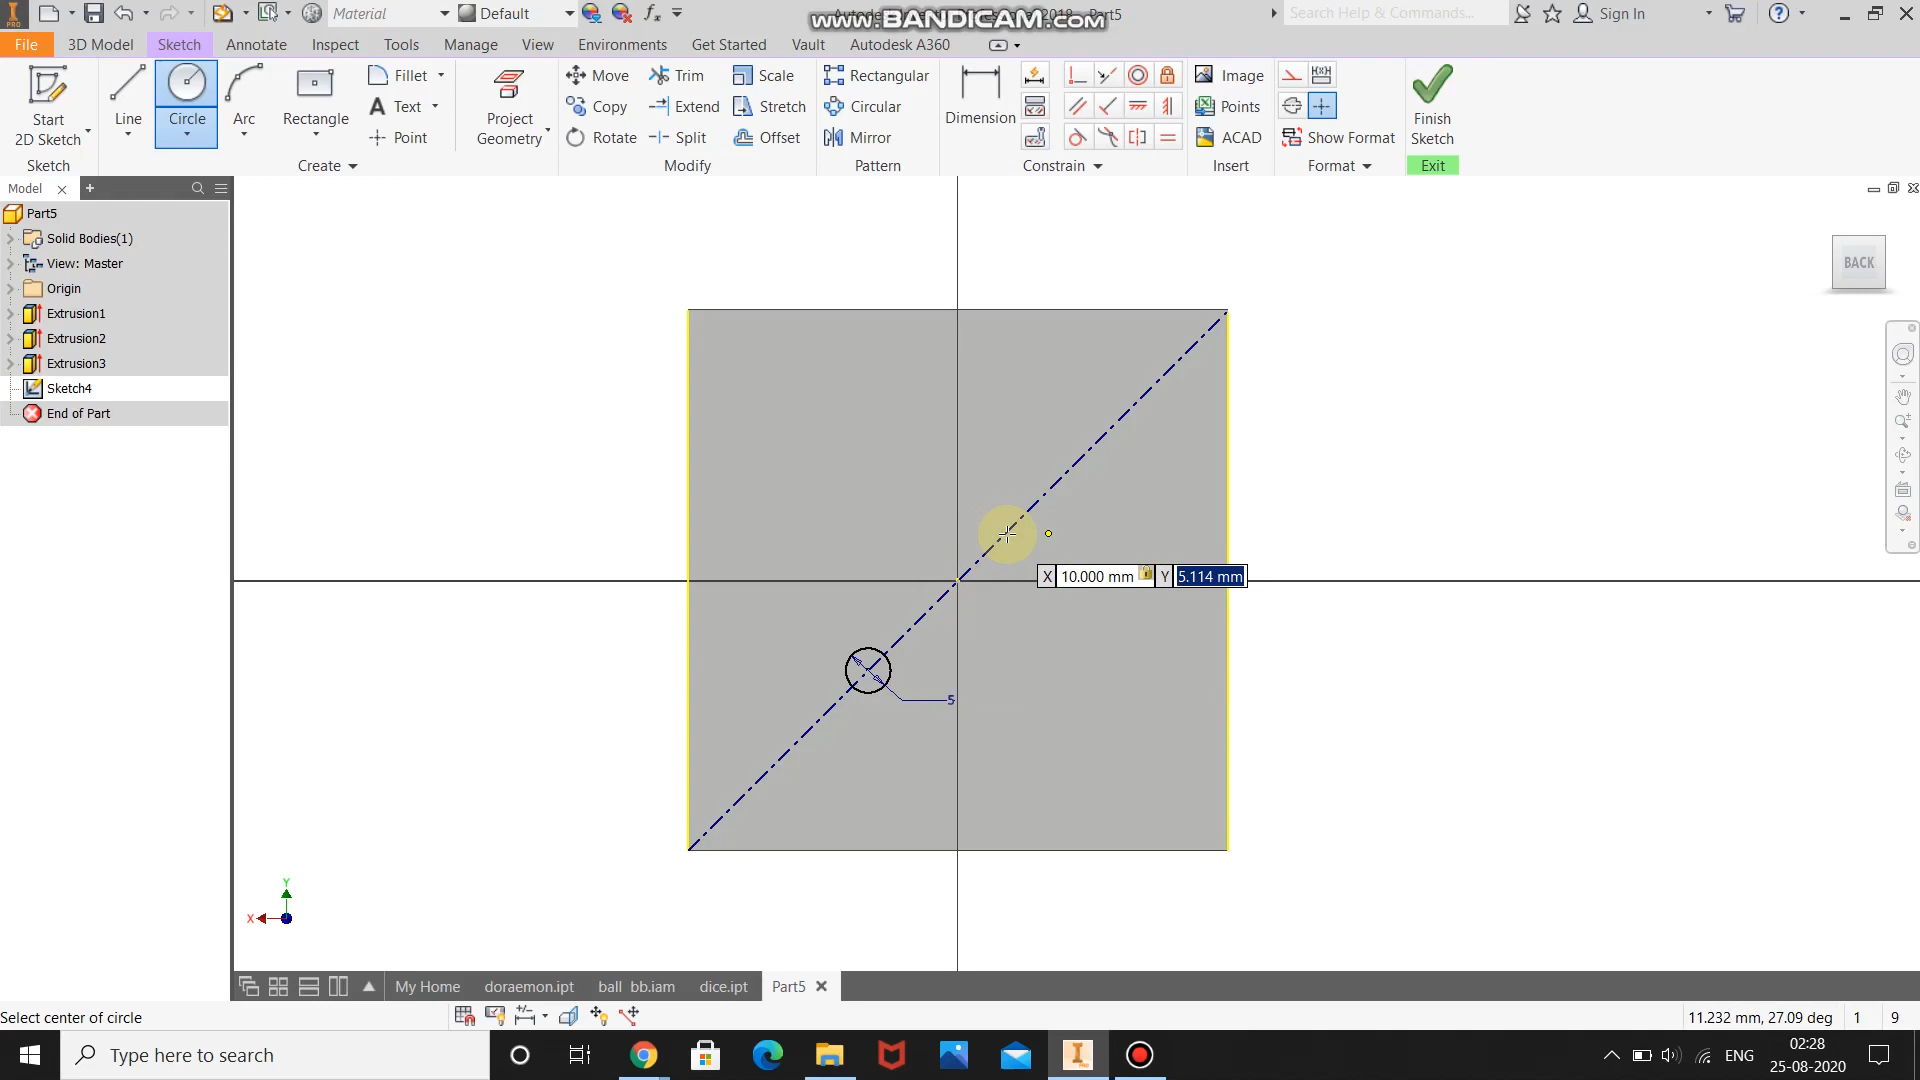 Material
Default
Autodesk
2018
Part5
www.BANDICAM.com
Search Help & Commands...
Sign In
PRO
File
3D Model
Sketch
Annotate
Inspect
Tools
Manage
View
Environments
Get Started
Vault
Autodesk A360
Start
2D Sketch
Line
Circle
Arc
Rectangle
Fillet
Text
Point
Project
Geometry
Move
Copy
Rotate
Trim
Extend
Split
Scale
Stretch
Offset
Rectangular
Circular
Mirror
Dimension
Image
Points
ACAD
Show Format
Finish
Sketch
Sketch
Create
Modify
Pattern
Constrain
Insert
Format
Exit
Model
Part5
Solid Bodies(1)
View: Master
Origin
Extrusion1
Extrusion2
Extrusion3
Sketch4
End of Part
BACK
X 10.000 mm Y 5.114 mm
5
Y
X
My Home
doraemon.ipt
ball bb.iam
dice.ipt
Part5
Select center of circle
11.232 mm, 27.09 deg
1
9
Type here to search
ENG
02:28
25-08-2020